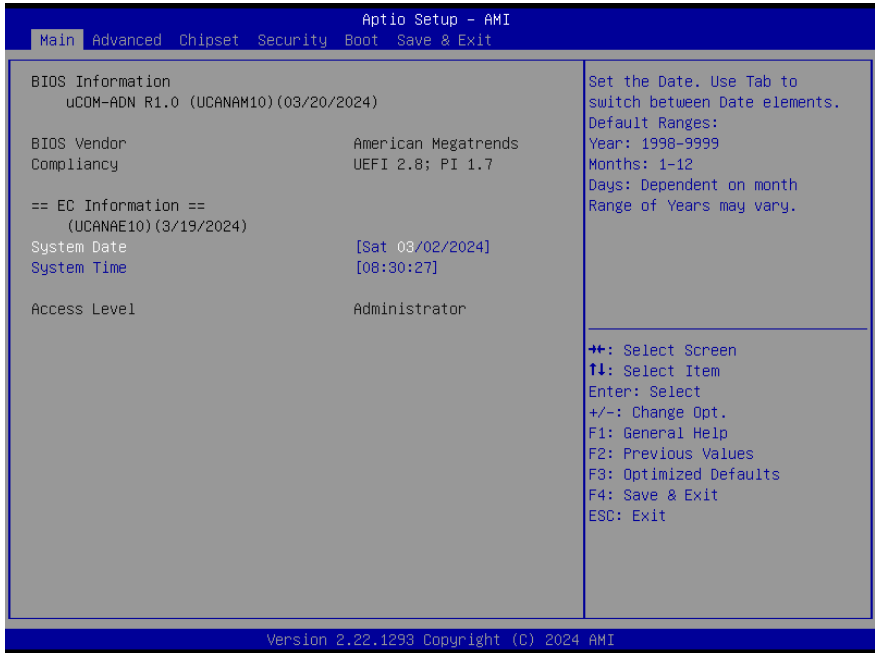 Aptio Setup – AMI
Main Advanced Chipset Security Boot Save & Exit
BIOS Information
uCOM-ADN R1.0 (UCANAM10)(03/20/2024)
BIOS Vendor American Megatrends
Compliancy UEFI 2.8; PI 1.7
== EC Information ==
(UCANAE10)(3/19/2024)
System Date [Sat 03/02/2024]
System Time [08:30:27]
Access Level Administrator
Set the Date. Use Tab to
switch between Date elements.
Default Ranges:
Year: 1998-9999
Months: 1-12
Days: Dependent on month
Range of Years may vary.
→←: Select Screen
↑↓: Select Item
Enter: Select
+/-: Change Opt.
F1: General Help
F2: Previous Values
F3: Optimized Defaults
F4: Save & Exit
ESC: Exit
Version 2.22.1293 Copyright (C) 2024 AMI